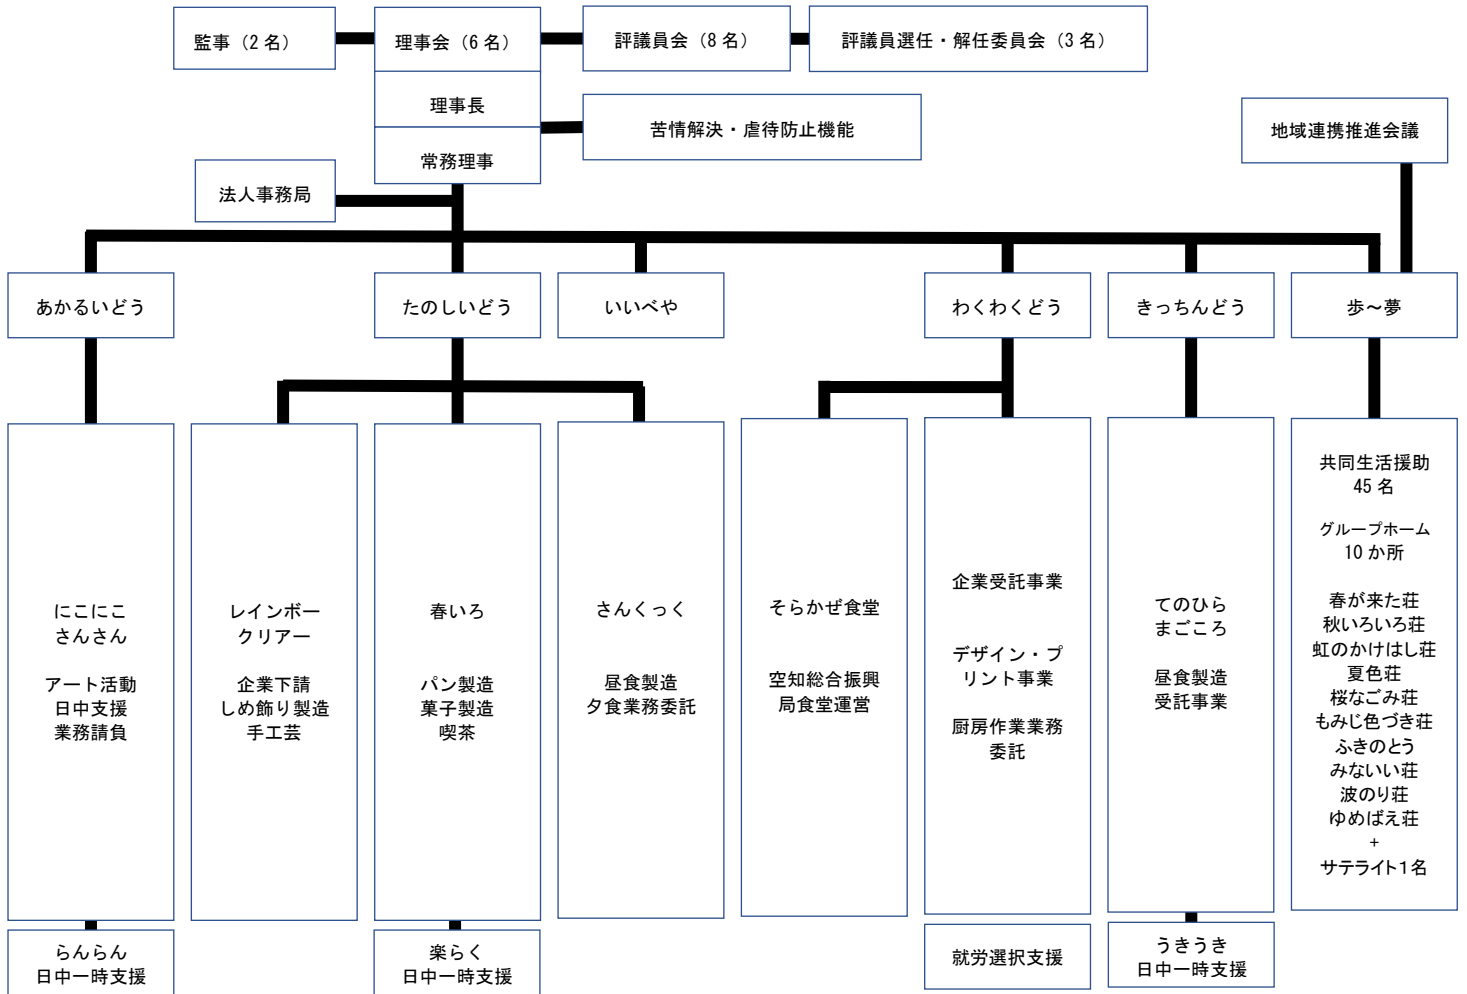 監事（2 名）
理事会（6 名）
評議員会（8 名）
評議員選任・解任委員会（3 名）
理事長
常務理事
苦情解決・虐待防止機能
地域連携推進会議
法人事務局
あかるいどう
たのしいどう
いいべや
わくわくどう
きっちんどう
歩～夢
にこにこ
さんさん
アート活動
日中支援
業務請負
レインボー
クリアー
企業下請
しめ飾り製造
手工芸
春いろ
パン製造
菓子製造
喫茶
さんくっく
昼食製造
夕食業務委託
そらかぜ食堂
空知総合振興
局食堂運営
企業受託事業
デザイン・プ
リント事業
厨房作業業務
委託
てのひら
まごころ
昼食製造
受託事業
共同生活援助
45 名
グループホーム
10 か所
春が来た荘
秋いろいろ荘
虹のかけはし荘
夏色荘
桜なごみ荘
もみじ色づき荘
ふきのとう
みないい荘
波のり荘
ゆめばえ荘
+
サテライト1名
らんらん
日中一時支援
楽らく
日中一時支援
就労選択支援
うきうき
日中一時支援